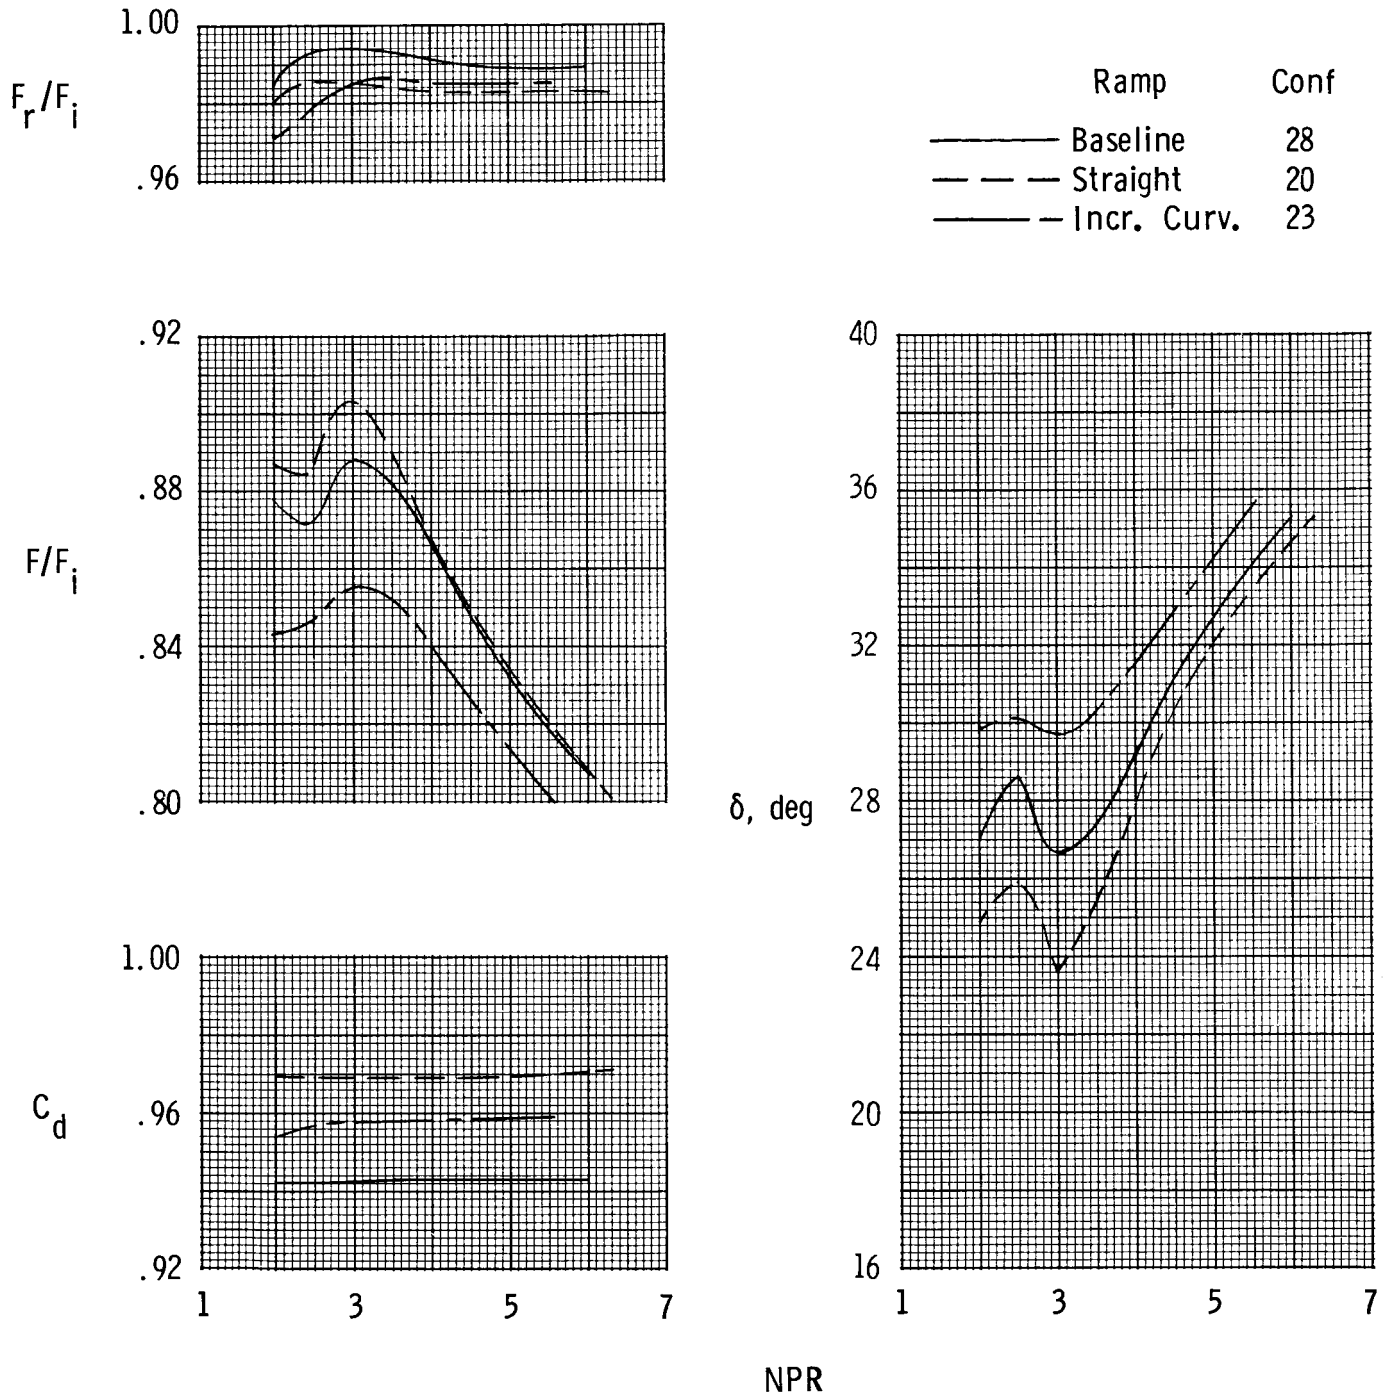 1.00
F_r/F_i
.96
Ramp Conf
Baseline 28
Straight 20
Incr. Curv. 23
.92
.88
F/F_i
.84
.80
1.00
C_d
.96
.92
1 3 5 7
40
36
32
δ, deg
28
24
20
16
1 3 5 7
NPR